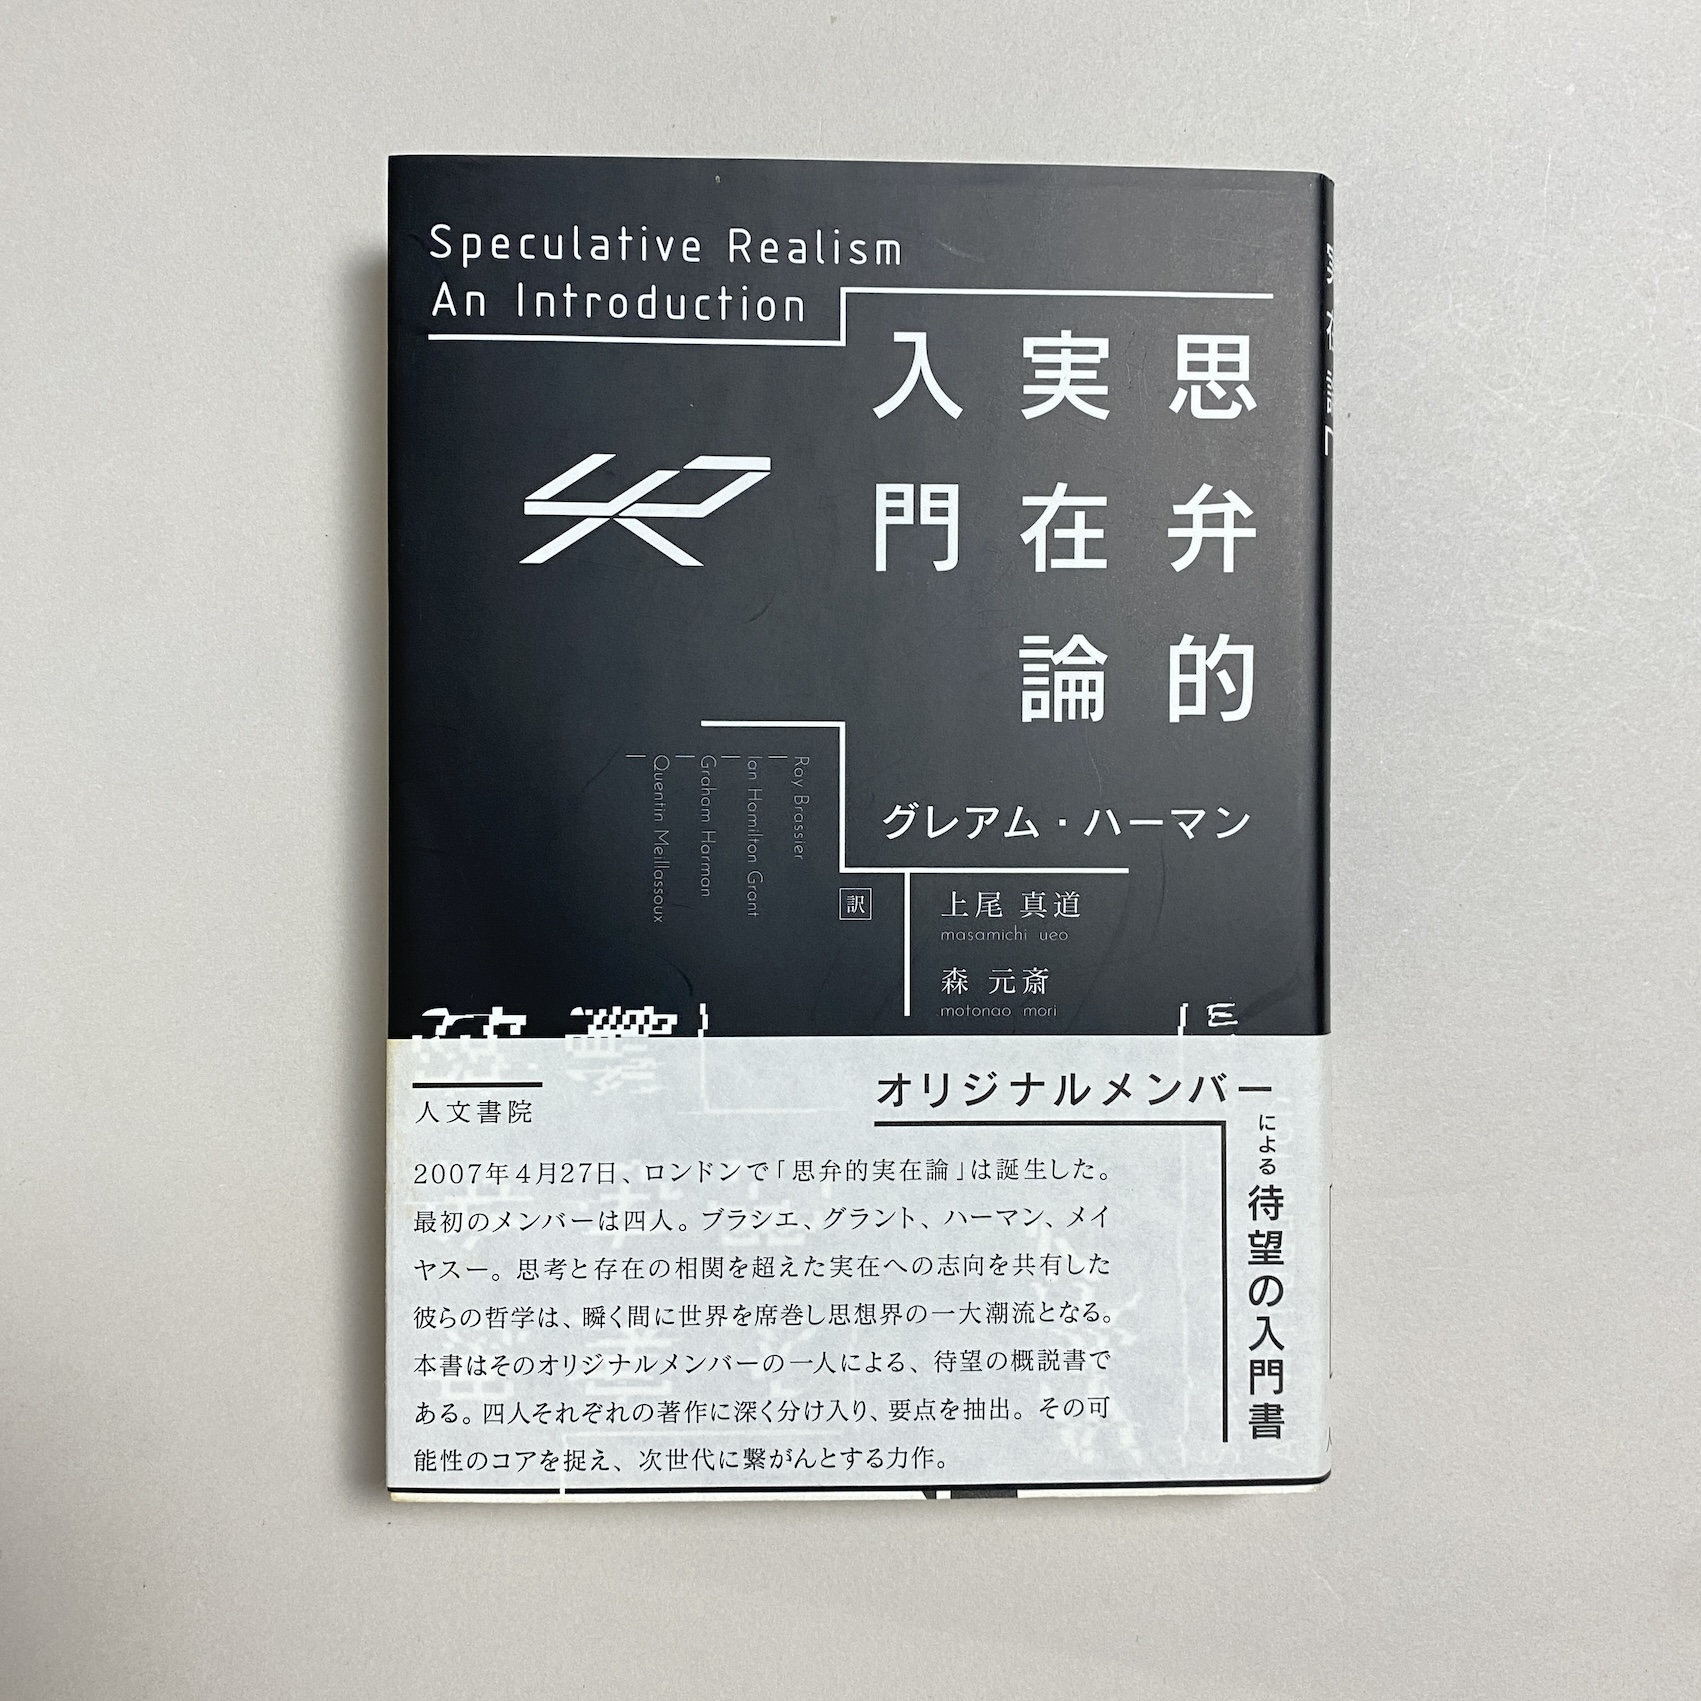 Speculative Realism
An Introduction
思弁的
実在論
入門
グレアム・ハーマン
Ray Brassier
Ian Hamilton Grant
Graham Harman
Quentin Meillassoux
訳
上尾 真道
masamichi ueo
森 元斎
motonao mori
オリジナルメンバー
による待望の入門書
人文書院
2007年4月27日、ロンドンで「思弁的実在論」は誕生した。
最初のメンバーは四人。ブラシエ、グラント、ハーマン、メイ
ヤスー。思考と存在の相関を超えた実在への志向を共有した
彼らの哲学は、瞬く間に世界を席巻し思想界の一大潮流となる。
本書はそのオリジナルメンバーの一人による、待望の概説書で
ある。四人それぞれの著作に深く分け入り、要点を抽出。その可
能性のコアを捉え、次世代に繋がんとする力作。